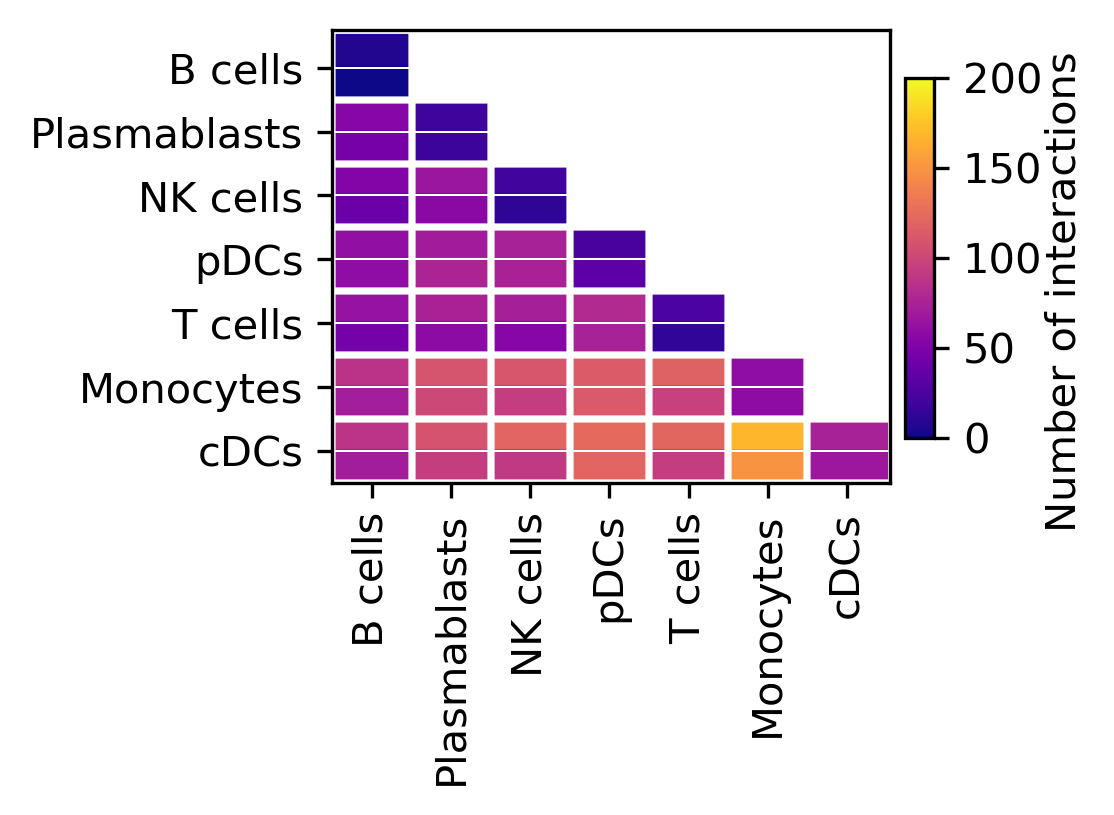 B cells
Plasmablasts
NK cells
pDCs
T cells
Monocytes
cDCs
B cells
Plasmablasts
NK cells
pDCs
T cells
Monocytes
cDCs
200
150
100
50
0
Number of interactions